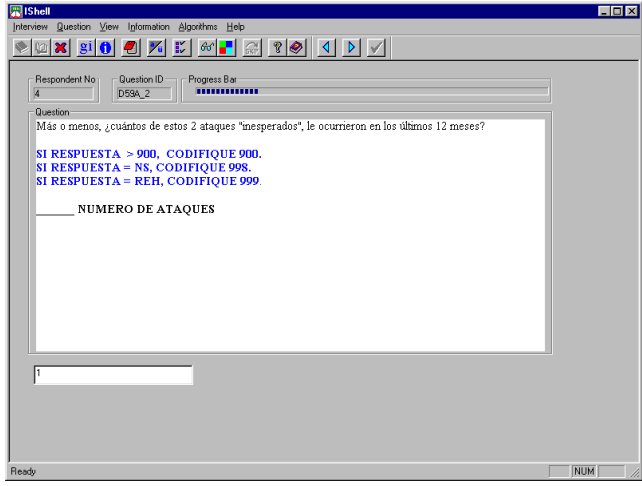 IShell
Interview Question View Information Algorithms Help
gi
Respondent No
4
Question ID
D59A_2
Progress Bar
Question
Más o menos, ¿cuántos de estos 2 ataques "inesperados", le ocurrieron en los últimos 12 meses?
SI RESPUESTA > 900, CODIFIQUE 900.
SI RESPUESTA = NS, CODIFIQUE 998.
SI RESPUESTA = REH, CODIFIQUE 999.
______ NUMERO DE ATAQUES
1
Ready
NUM